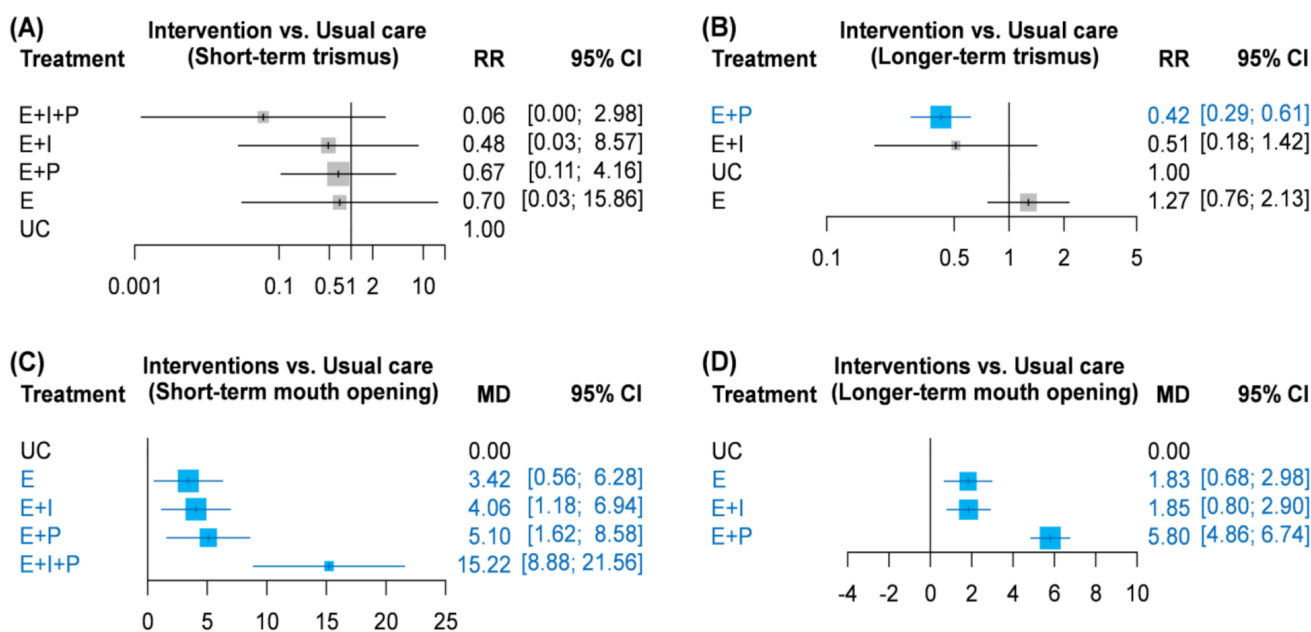 (A) Intervention vs. Usual care
Treatment (Short-term trismus) RR 95% CI
E+I+P 0.06 [0.00; 2.98]
E+I 0.48 [0.03; 8.57]
E+P 0.67 [0.11; 4.16]
E 0.70 [0.03; 15.86]
UC 1.00
0.001 0.1 0.51 2 10
(B) Intervention vs. Usual care
Treatment (Longer-term trismus) RR 95% CI
E+P 0.42 [0.29; 0.61]
E+I 0.51 [0.18; 1.42]
UC 1.00
E 1.27 [0.76; 2.13]
0.1 0.5 1 2 5
(C) Interventions vs. Usual care
Treatment (Short-term mouth opening) MD 95% CI
UC 0.00
E 3.42 [0.56; 6.28]
E+I 4.06 [1.18; 6.94]
E+P 5.10 [1.62; 8.58]
E+I+P 15.22 [8.88; 21.56]
0 5 10 15 20 25
(D) Interventions vs. Usual care
Treatment (Longer-term mouth opening) MD 95% CI
UC 0.00
E 1.83 [0.68; 2.98]
E+I 1.85 [0.80; 2.90]
E+P 5.80 [4.86; 6.74]
-4 -2 0 2 4 6 8 10